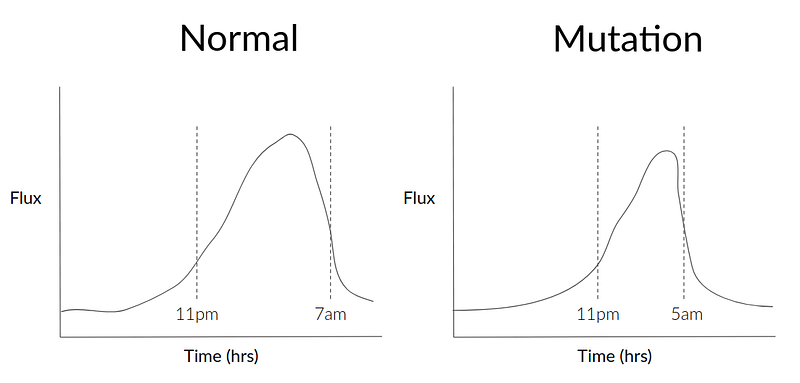 Normal
Flux
11pm
7am
Time (hrs)
Mutation
Flux
11pm
5am
Time (hrs)